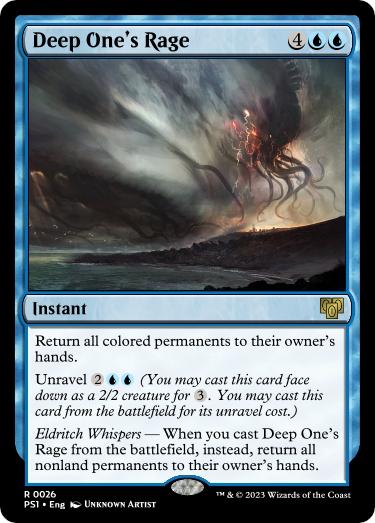 Deep One's Rage 4
Instant
Return all colored permanents to their owner's
hands.
Unravel 2 (You may cast this card face
down as a 2/2 creature for 3. You may cast
this card from the battlefield for its unravel cost.)
Eldritch Whispers — When you cast Deep One's
Rage from the battlefield, instead, return all
nonland permanents to their owner's hands.
R 0026
PS1 • Eng Unknown Artist
™ & © 2023 Wizards of the Coast